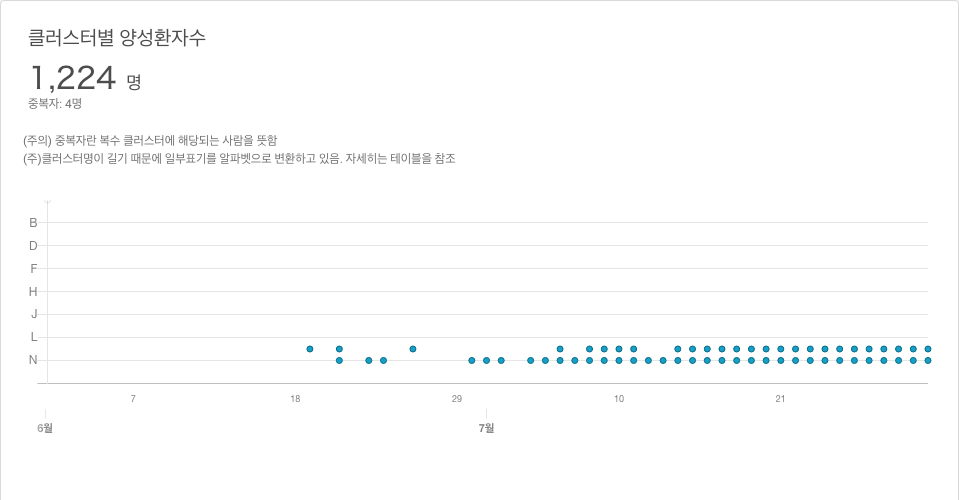 클러스터별 양성환자수
1,224 명
중복자: 4명
(주의) 중복자란 복수 클러스터에 해당되는 사람을 뜻함
(주)클러스터명이 길기 때문에 일부표기를 알파벳으로 변환하고 있음. 자세히는 테이블을 참조
B
D
F
H
J
L
N
7 18 29 10 21
6월 7월